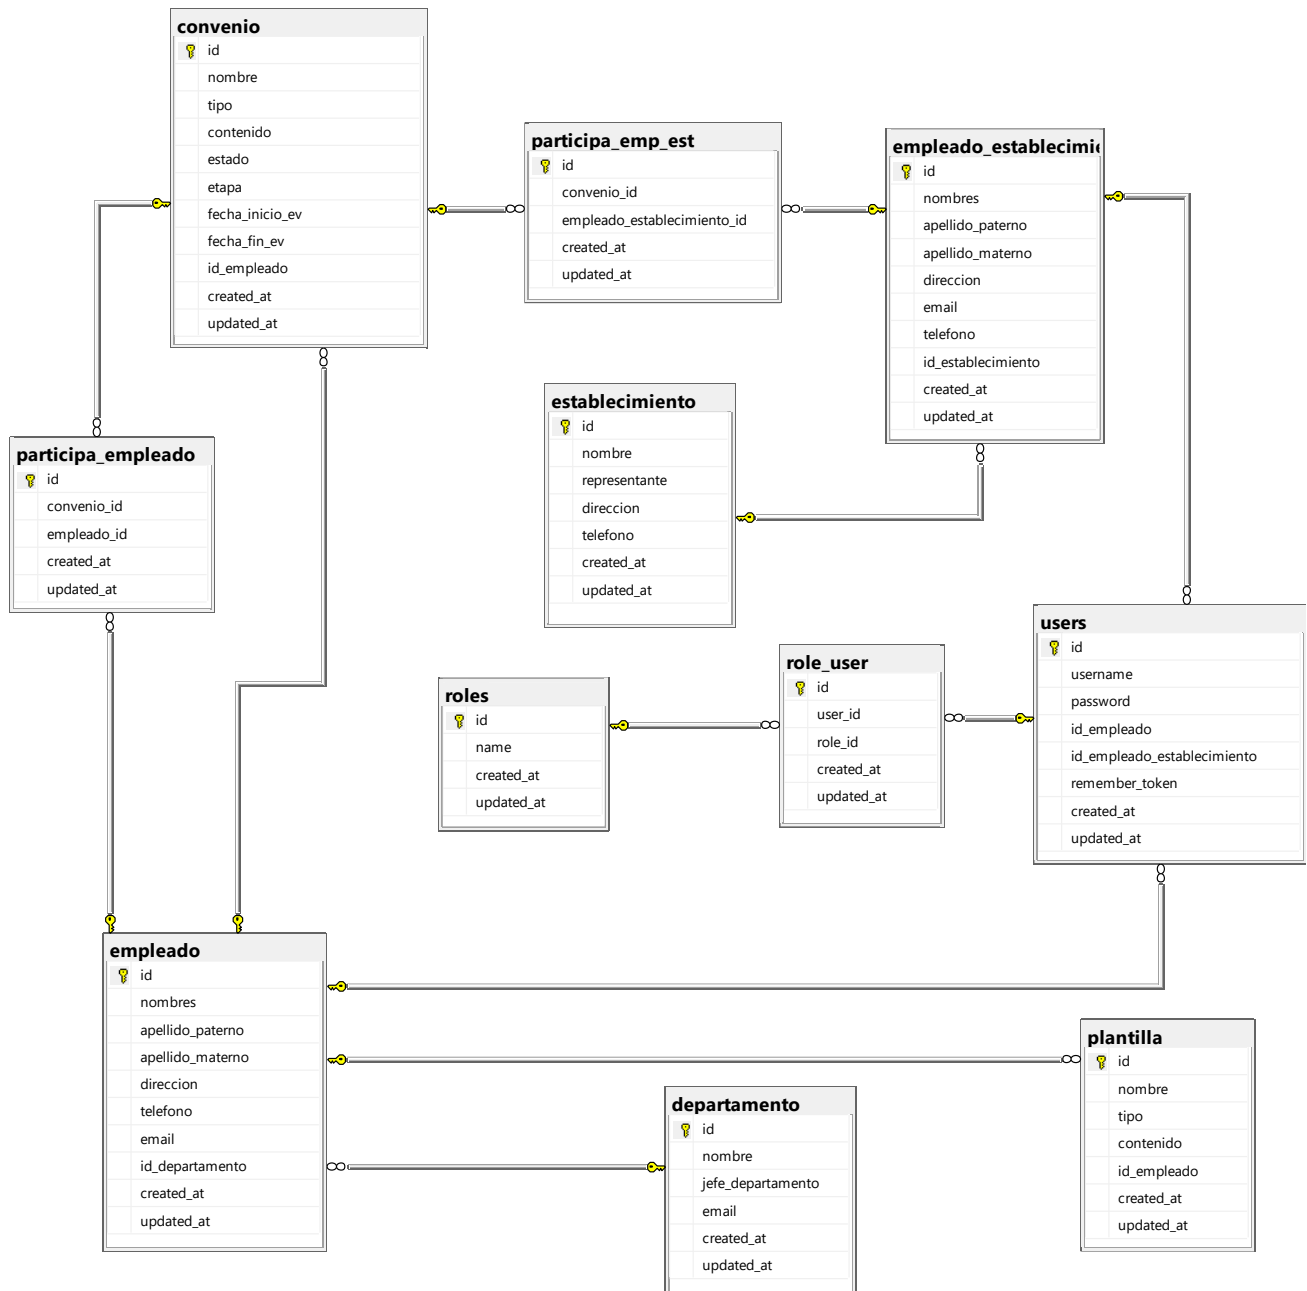 convenio
id
nombre
tipo
contenido
estado
etapa
fecha_inicio_ev
fecha_fin_ev
id_empleado
created_at
updated_at
participa_emp_est
id
convenio_id
empleado_establecimiento_id
created_at
updated_at
empleado_establecimie
id
nombres
apellido_paterno
apellido_materno
direccion
email
telefono
id_establecimiento
created_at
updated_at
establecimiento
id
nombre
representante
direccion
telefono
created_at
updated_at
participa_empleado
id
convenio_id
empleado_id
created_at
updated_at
users
id
username
password
id_empleado
id_empleado_establecimiento
remember_token
created_at
updated_at
role_user
id
user_id
role_id
created_at
updated_at
roles
id
name
created_at
updated_at
empleado
id
nombres
apellido_paterno
apellido_materno
direccion
telefono
email
id_departamento
created_at
updated_at
plantilla
id
nombre
tipo
contenido
id_empleado
created_at
updated_at
departamento
id
nombre
jefe_departamento
email
created_at
updated_at